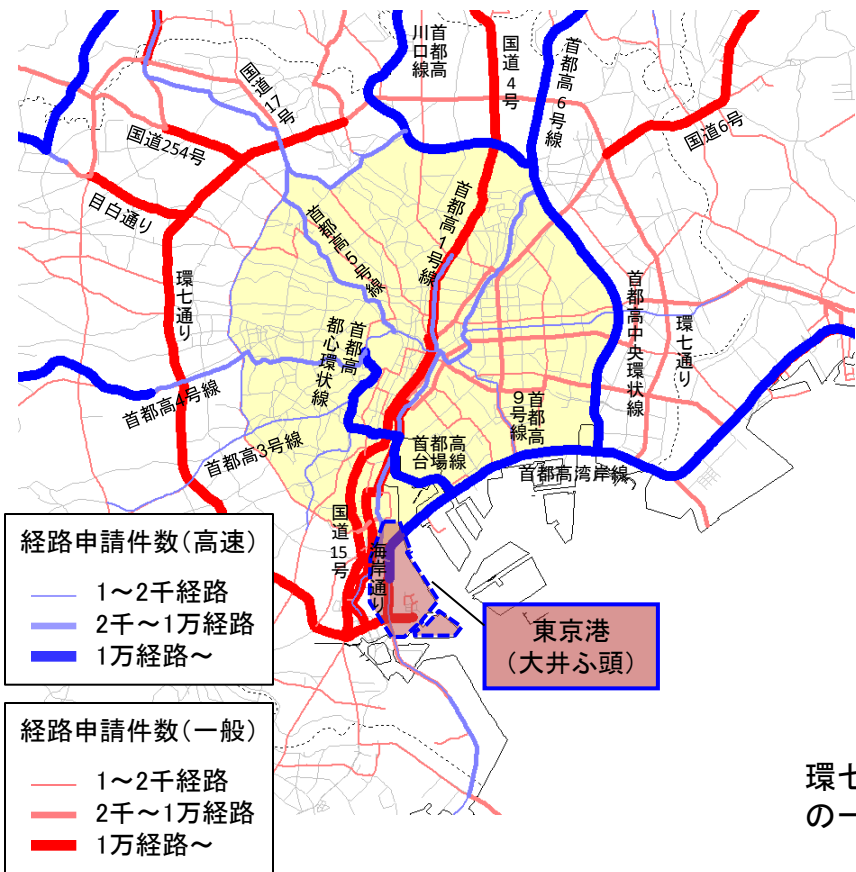 首都高
川口線
国道4号
首都高6号線
国道17号
国道254号
国道6号
目白通り
首都高5号線
首都高1号線
環七通り
首都高
都心環状線
首都高中央環状線
環七通り
首都高4号線
首都高3号線
首都高
9号線
首都高
台場線
首都高湾岸線
国道15号
海岸通り
経路申請件数(高速)
1～2千経路
2千～1万経路
1万経路～
東京港
(大井ふ頭)
経路申請件数(一般)
1～2千経路
2千～1万経路
1万経路～
環七
の一